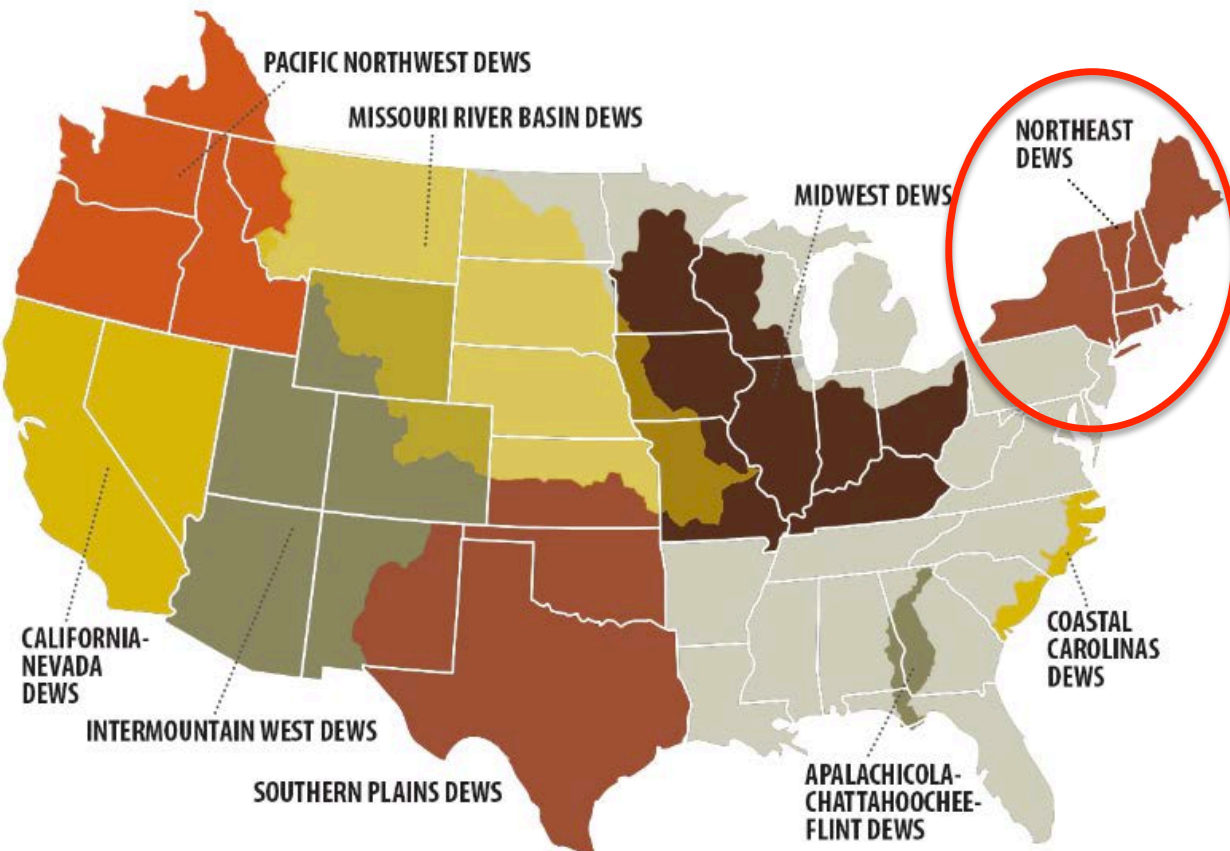 PACIFIC NORTHWEST DEWS
MISSOURI RIVER BASIN DEWS
NORTHEAST
DEWS
MIDWEST DEWS
CALIFORNIA-
NEVADA
DEWS
INTERMOUNTAIN WEST DEWS
SOUTHERN PLAINS DEWS
COASTAL
CAROLINAS
DEWS
APALACHICOLA-
CHATTAHOOCHEE-
FLINT DEWS